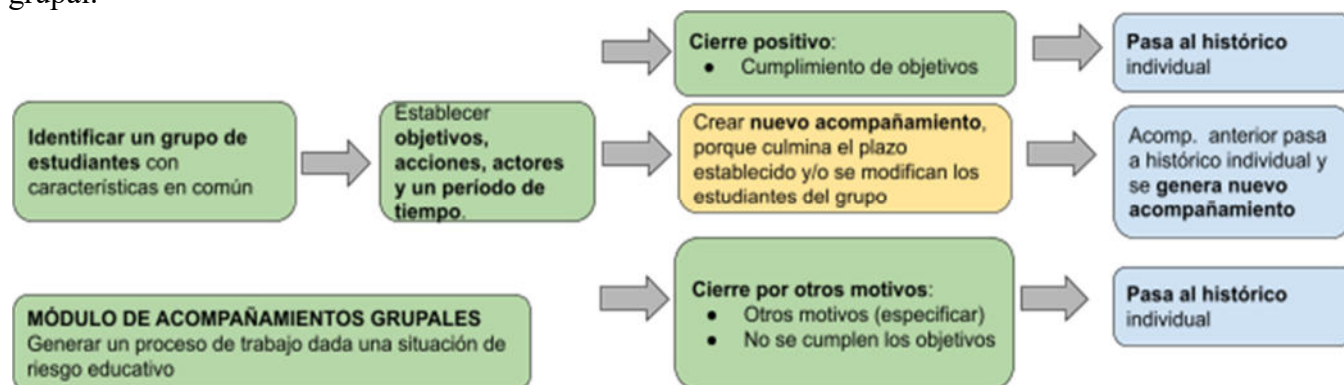 grupal.
Cierre positivo:
● Cumplimiento de objetivos
Pasa al histórico
individual
Identificar un grupo de
estudiantes con
características en común
Establecer
objetivos,
acciones, actores
y un período de
tiempo.
Crear nuevo acompañamiento,
porque culmina el plazo
establecido y/o se modifican los
estudiantes del grupo
Acomp. anterior pasa
a histórico individual y
se genera nuevo
acompañamiento
MÓDULO DE ACOMPAÑAMIENTOS GRUPALES
Generar un proceso de trabajo dada una situación de
riesgo educativo
Cierre por otros motivos:
● Otros motivos (especificar)
● No se cumplen los objetivos
Pasa al histórico
individual